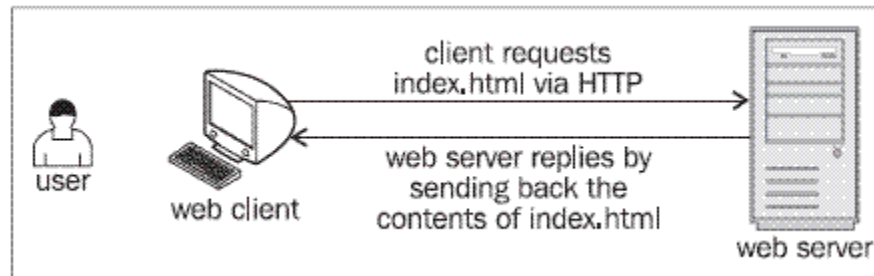 client requests
index.html via HTTP
user
web client
web server replies by
sending back the
contents of index.html
web server